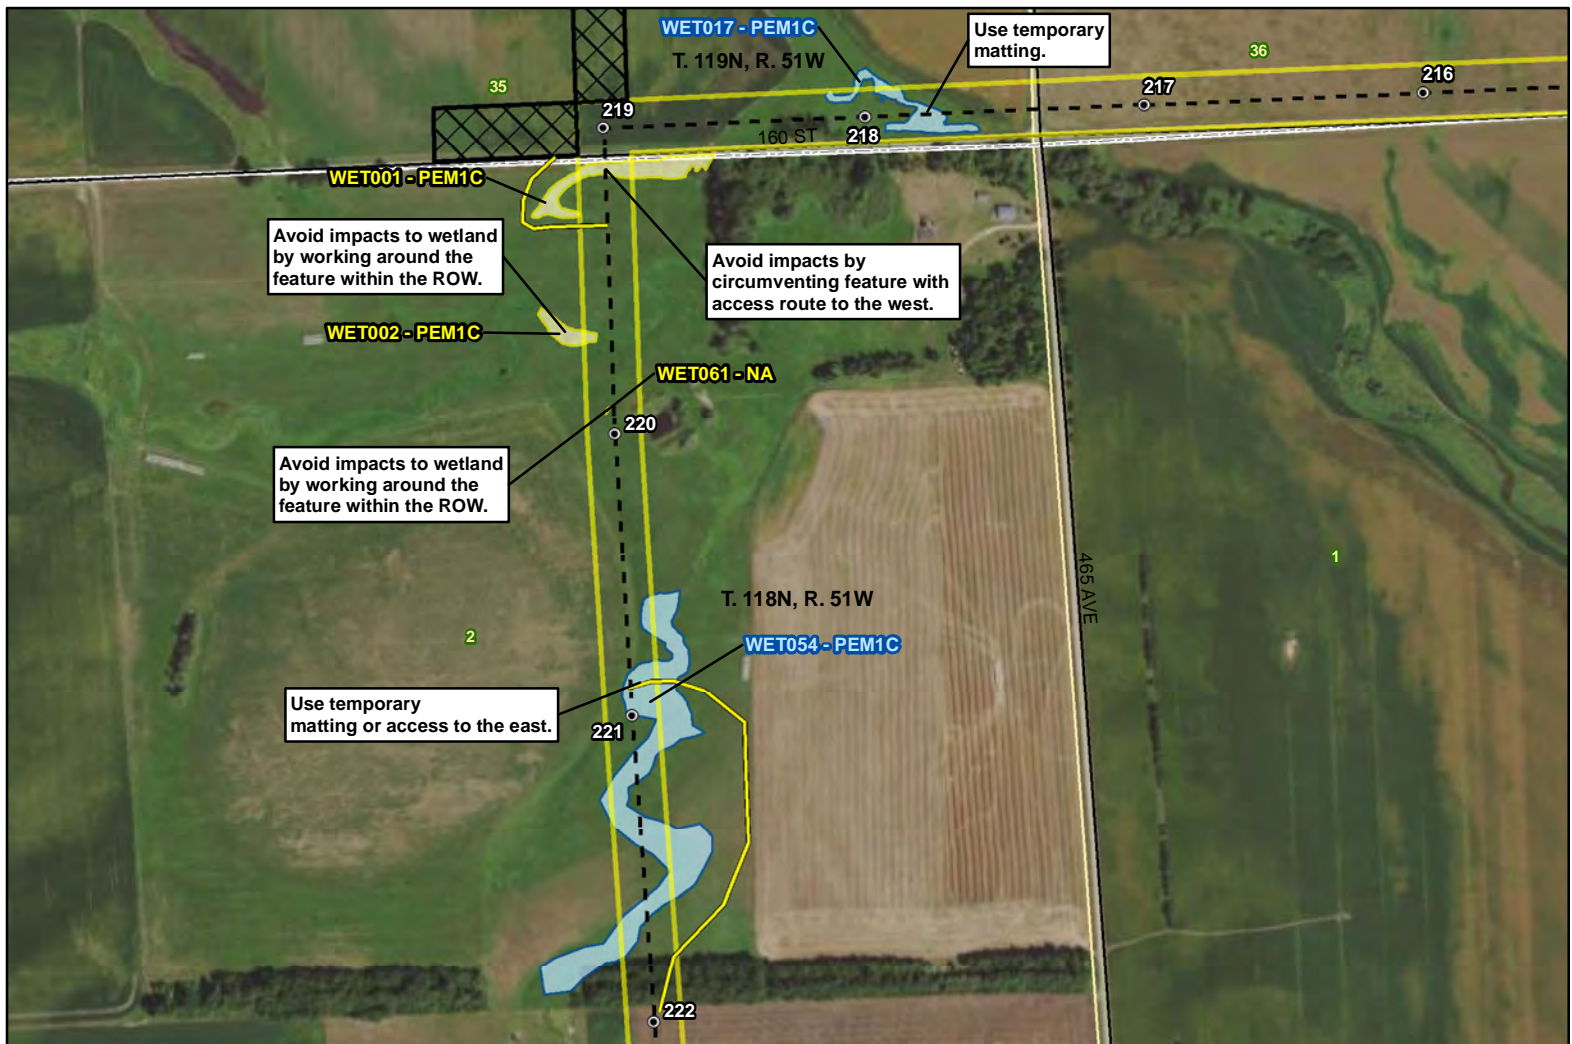 WET017 - PEM1C
Use temporary
matting.
T. 119N, R. 51W
36
35
216
217
219
218
160 ST
WET001 - PEM1C
Avoid impacts to wetland
by working around the
feature within the ROW.
Avoid impacts by
circumventing feature with
access route to the west.
WET002 - PEM1C
WET061 - NA
220
Avoid impacts to wetland
by working around the
feature within the ROW.
465 AVE
1
T. 118N, R. 51W
2
WET054 - PEM1C
Use temporary
matting or access to the east.
221
222